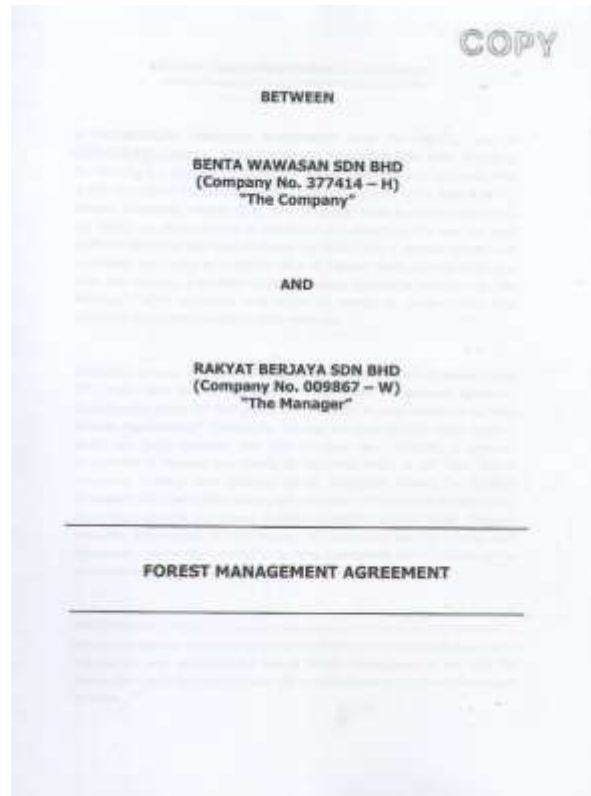 COPY
BETWEEN
BENTA WAWASAN SDN BHD
(Company No. 377414 – H)
"The Company"
AND
RAKYAT BERJAYA SDN BHD
(Company No. 009867 – W)
"The Manager"
FOREST MANAGEMENT AGREEMENT